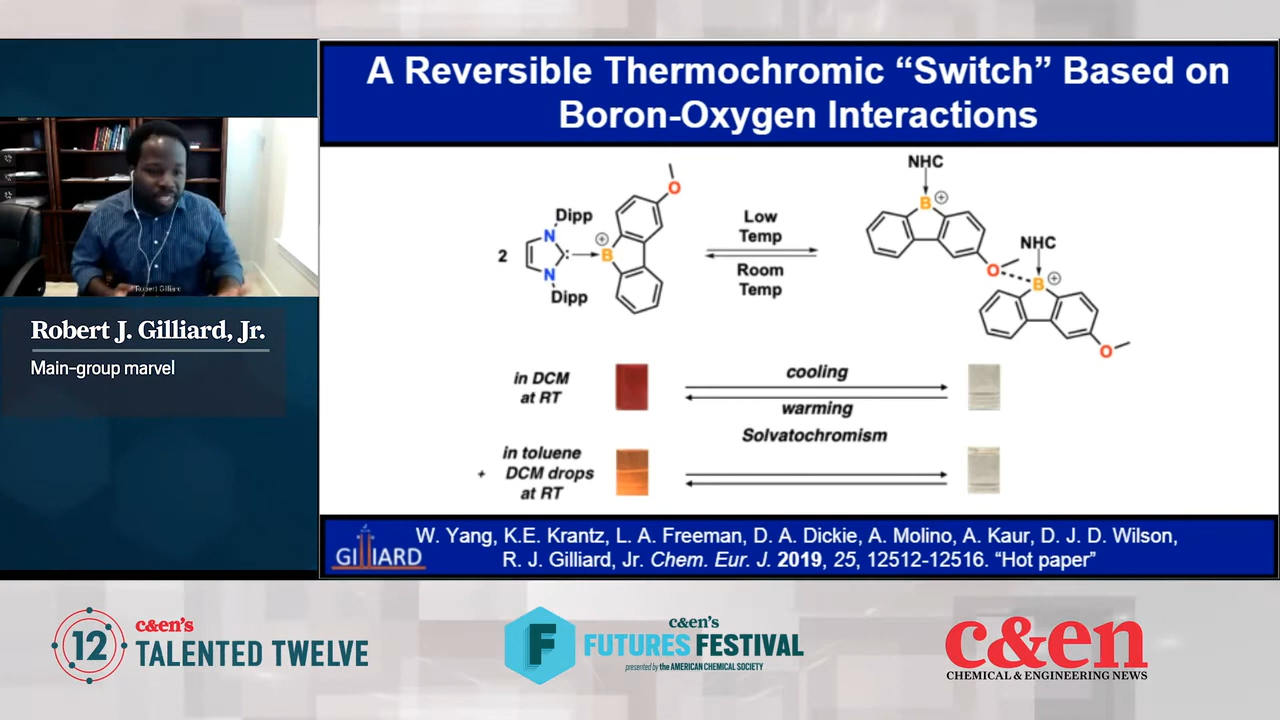 A Reversible Thermochromic “Switch” Based on
Boron-Oxygen Interactions
Robert Gilliard
Robert J. Gilliard, Jr.
Main-group marvel
2
Dipp
N
N
Dipp
:
B
+
O
Low
Temp
Room
Temp
NHC
B
+
O
NHC
B
+
O
in DCM
at RT
cooling
warming
Solvatochromism
in toluene
+ DCM drops
at RT
GILLIARD
W. Yang, K.E. Krantz, L. A. Freeman, D. A. Dickie, A. Molino, A. Kaur, D. J. D. Wilson,
R. J. Gilliard, Jr. Chem. Eur. J. 2019, 25, 12512-12516. “Hot paper”
12
c&en's
TALENTED TWELVE
F
c&en's
FUTURES FESTIVAL
presented by the AMERICAN CHEMICAL SOCIETY
c&en
CHEMICAL & ENGINEERING NEWS